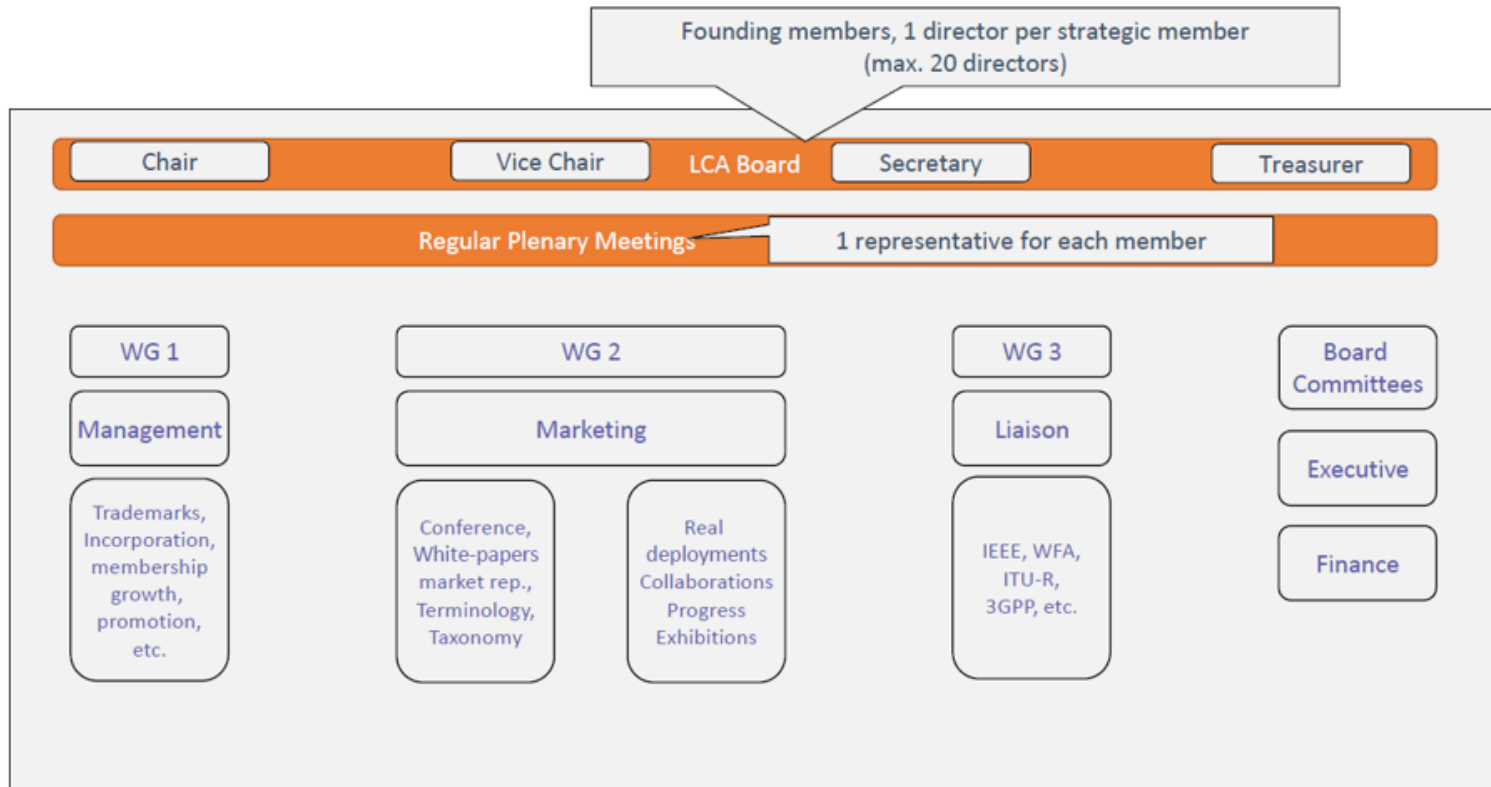 Founding members, 1 director per strategic member
(max. 20 directors)
Chair
Vice Chair
LCA Board
Secretary
Treasurer
Regular Plenary Meetings
1 representative for each member
WG 1
Management
Trademarks,
Incorporation,
membership
growth,
promotion,
etc.
WG 2
Marketing
Conference,
White-papers
market rep.,
Terminology,
Taxonomy
Real
deployments
Collaborations
Progress
Exhibitions
WG 3
Liaison
IEEE, WFA,
ITU-R,
3GPP, etc.
Board
Committees
Executive
Finance